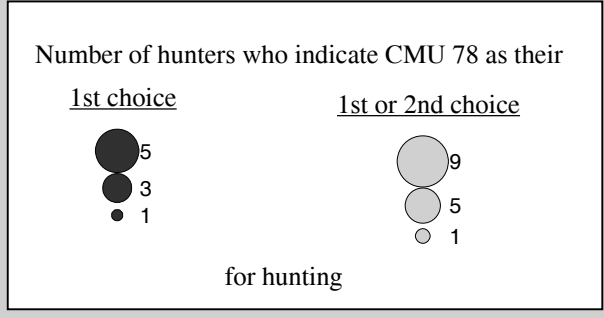 Number of hunters who indicate CMU 78 as their
1st choice
5
3
1
1st or 2nd choice
9
5
1
for hunting